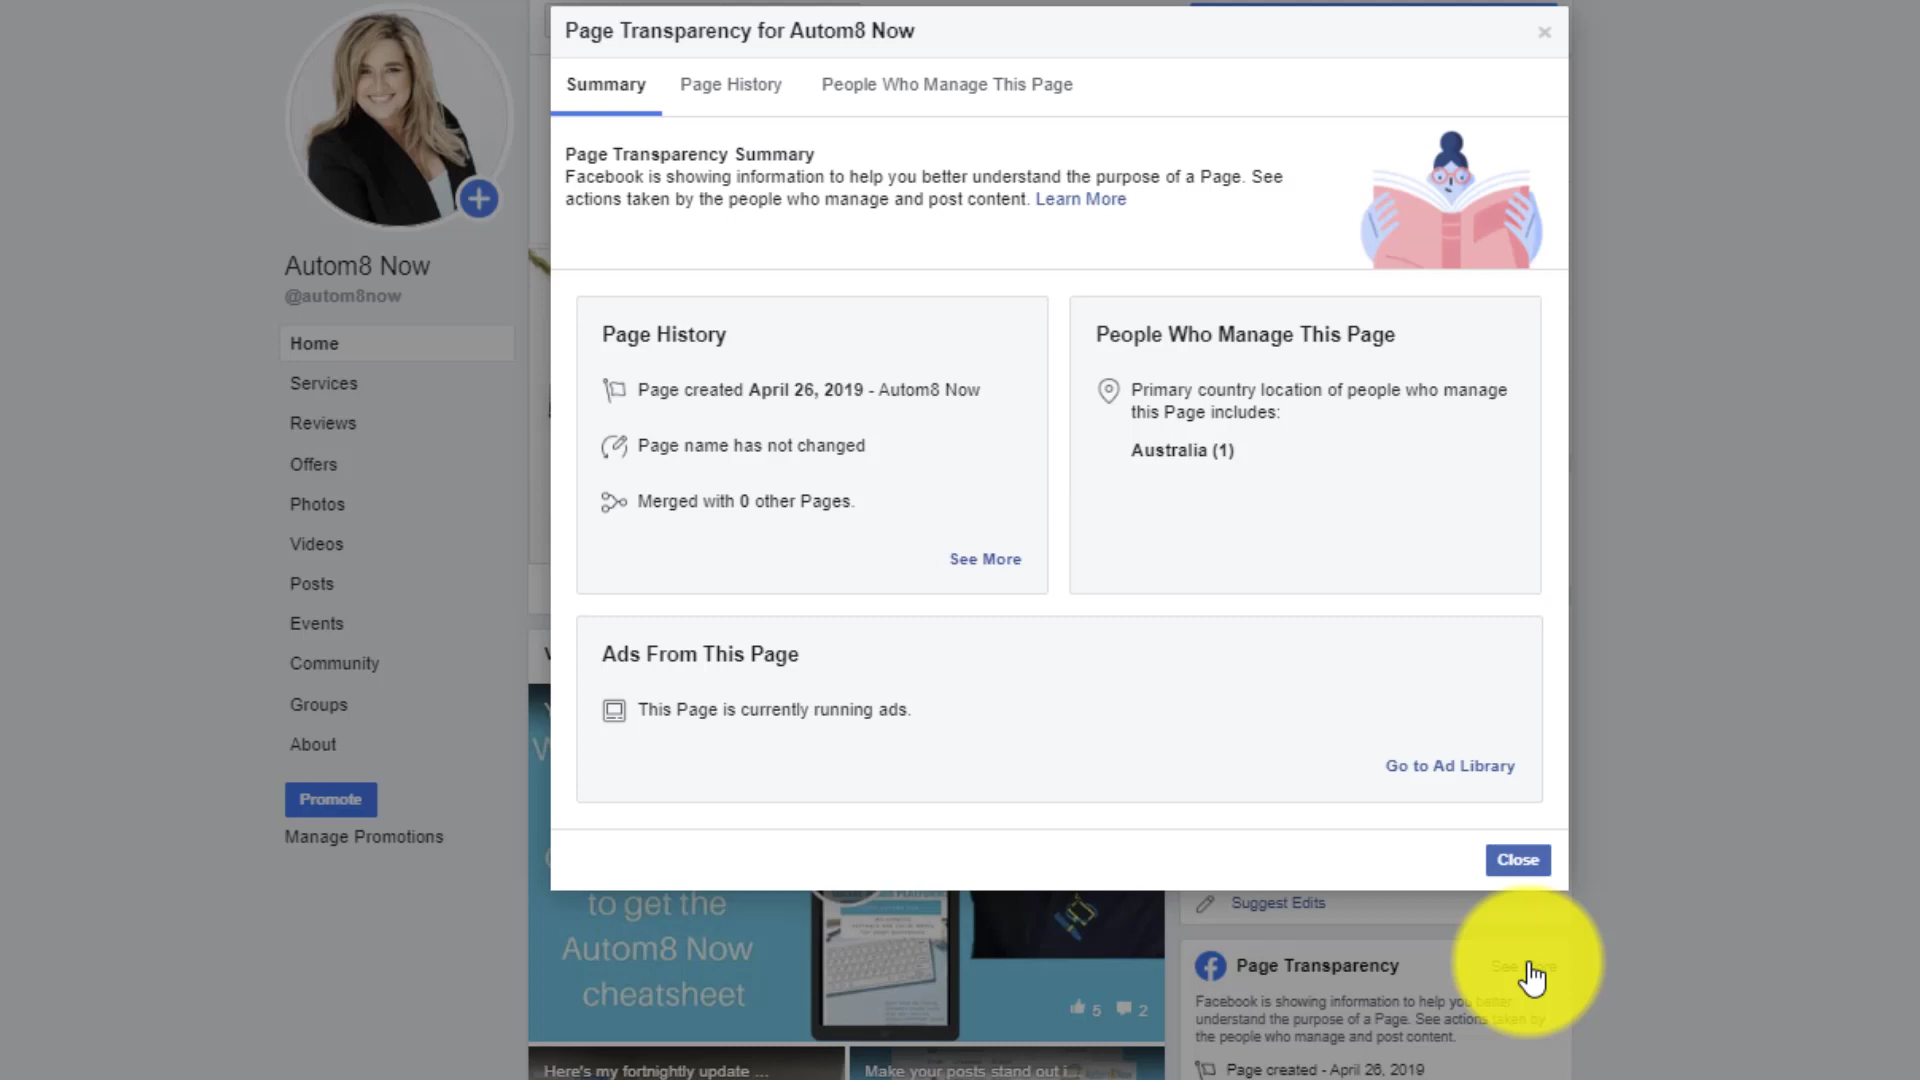 Page Transparency for Autom8 Now
×
Summary
Page History
People Who Manage This Page
Page Transparency Summary
Facebook is showing information to help you better understand the purpose of a Page. See
actions taken by the people who manage and post content. Learn More
Autom8 Now
@autom8now
Home
Services
Reviews
Offers
Photos
Videos
Posts
Events
Community
Groups
About
Promote
Manage Promotions
Page History
Page created April 26, 2019 - Autom8 Now
Page name has not changed
Merged with 0 other Pages.
See More
People Who Manage This Page
Primary country location of people who manage
this Page includes:
Australia (1)
Ads From This Page
This Page is currently running ads.
Go to Ad Library
Close
to get the
Autom8 Now
cheatsheet
5
2
Here's my fortnightly update ...
Make your posts stand out i...
Suggest Edits
Page Transparency
See More
Facebook is showing information to help you better
understand the purpose of a Page. See actions taken by
the people who manage and post content.
Page created - April 26, 2019